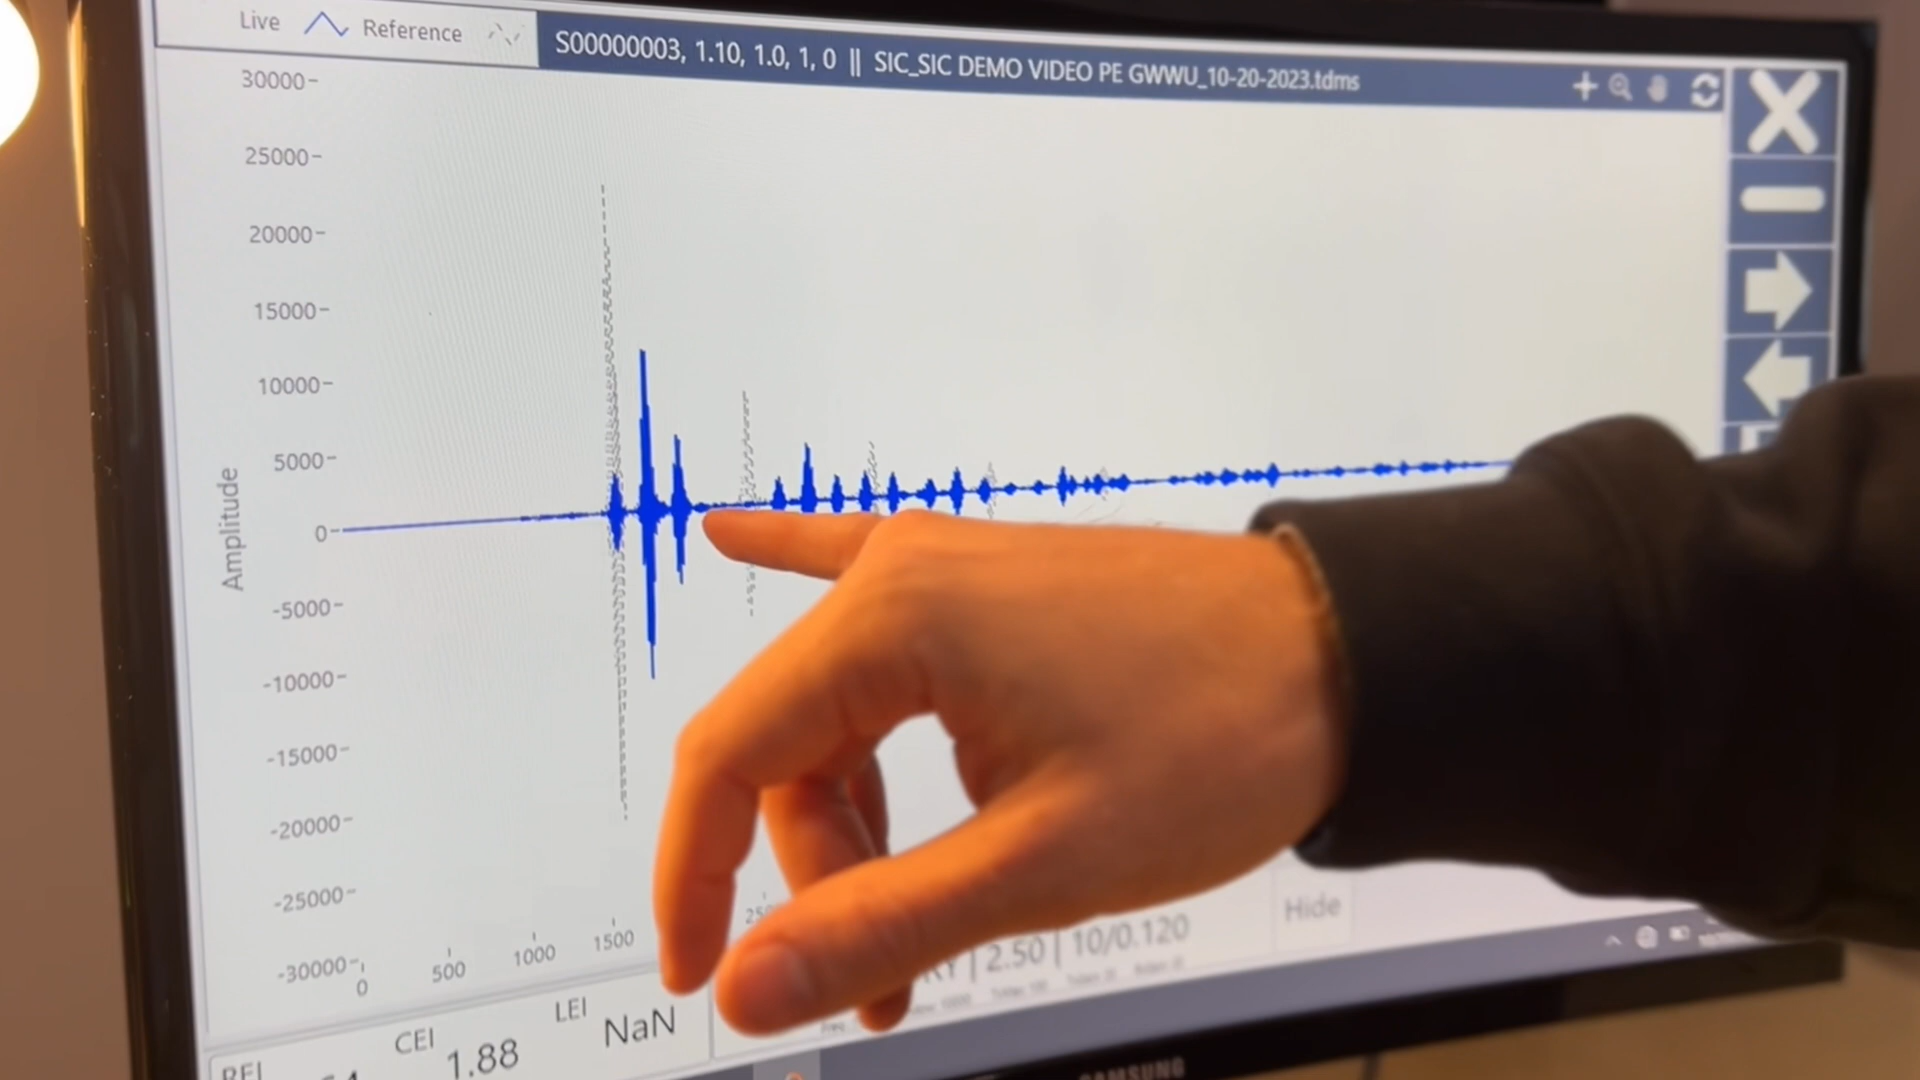 Live Reference
S00000003, 1.10, 1.0, 1, 0 || SIC_SIC DEMO VIDEO PE GWWU_10-20-2023.tdms
30000
25000
20000
15000
10000
5000
0
-5000
-10000
-15000
-20000
-25000
-30000
Amplitude
0 500 1000 1500
Hide
| 2.50 | 10/0.120
REI
CEI 1.88
LEI NaN
SAMSUNG